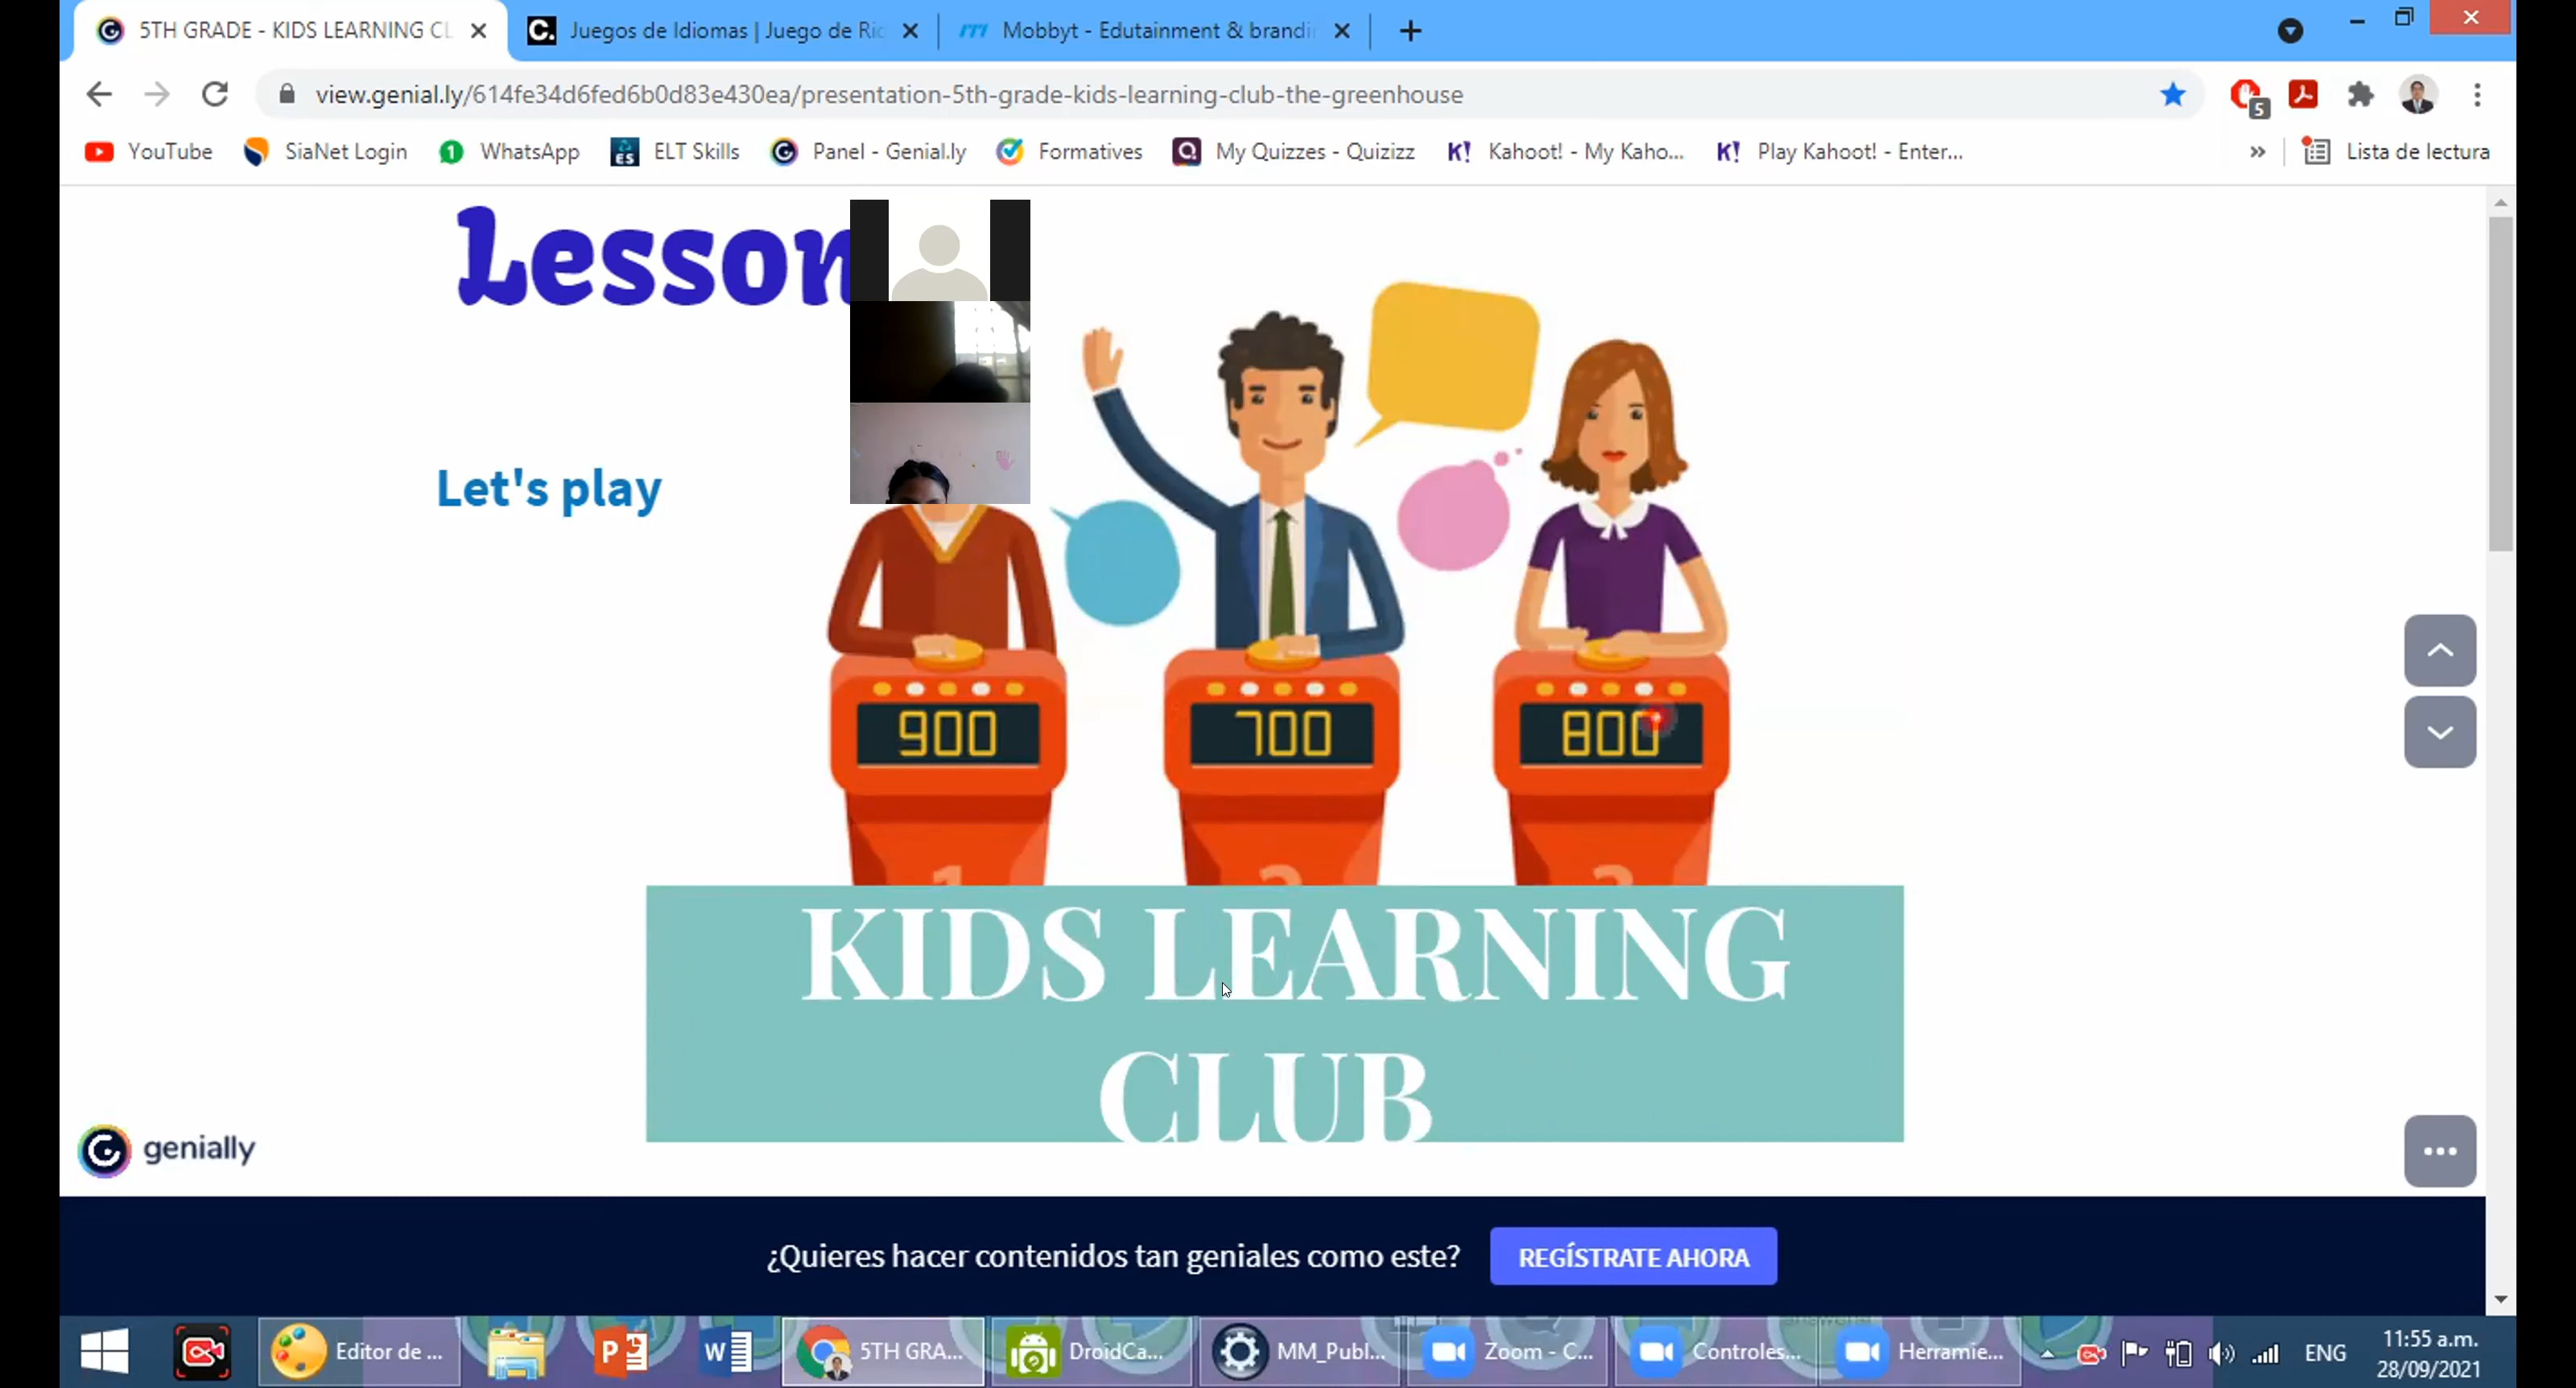 5TH GRADE - KIDS LEARNING CL
Juegos de Idiomas | Juego de Ri
Mobbyt - Edutainment & brandi
view.genial.ly/614fe34d6fed6b0d83e430ea/presentation-5th-grade-kids-learning-club-the-greenhouse
5
YouTube
SiaNet Login
1 WhatsApp
ES ELT Skills
Panel - Genial.ly
Formatives
Q My Quizzes - Quizizz
K! Kahoot! - My Kaho...
K! Play Kahoot! - Enter...
»
Lista de lectura
Lesson
Let's play
900 700 800
KIDS LEARNING
CLUB
genially
¿Quieres hacer contenidos tan geniales como este? REGÍSTRATE AHORA
Editor de ...
5TH GRA...
DroidCa...
MM_Publ...
Zoom - C...
Controles...
Herramie...
ENG
11:55 a.m.
28/09/2021